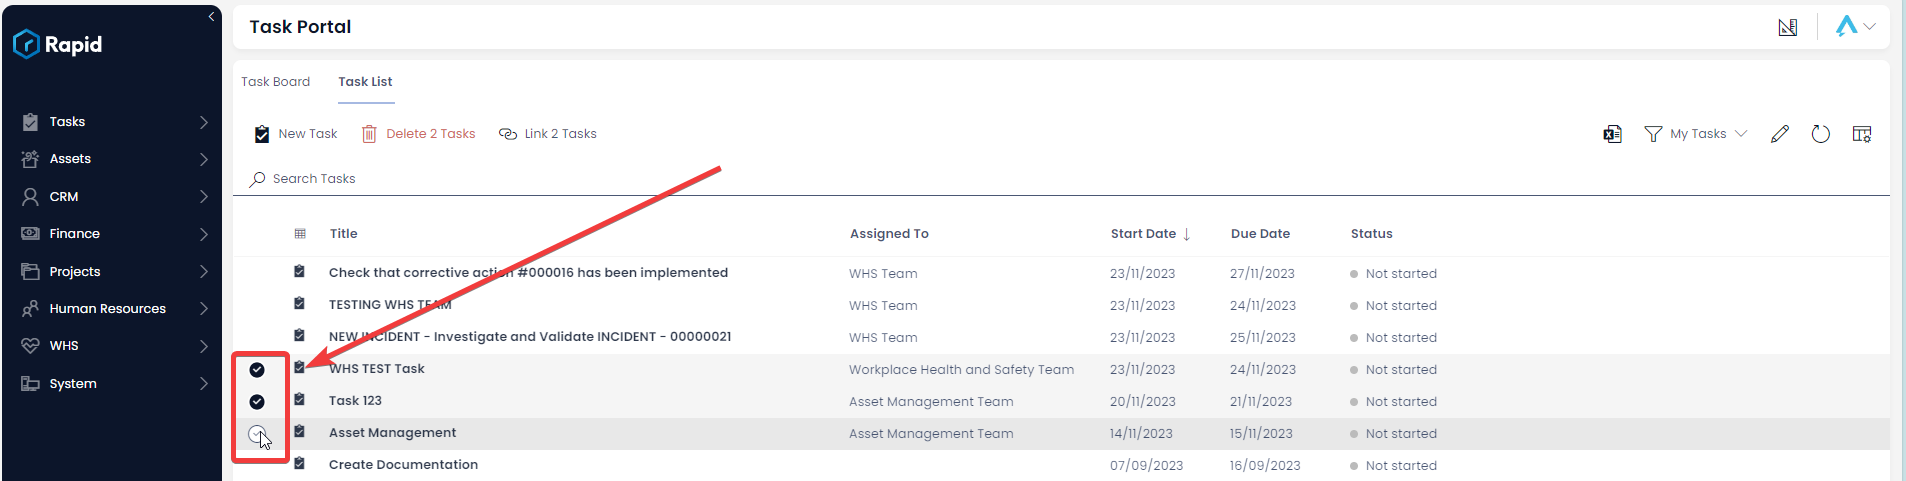 Rapid
Tasks
Assets
CRM
Finance
Projects
Human Resources
WHS
System
Task Portal
Task Board Task List
New Task Delete 2 Tasks Link 2 Tasks My Tasks
Search Tasks
Title Assigned To Start Date Due Date Status
Check that corrective action #000016 has been implemented WHS Team 23/11/2023 27/11/2023 Not started
TESTING WHS TEAM WHS Team 23/11/2023 24/11/2023 Not started
NEW INCIDENT - Investigate and Validate INCIDENT - 00000021 WHS Team 23/11/2023 25/11/2023 Not started
WHS TEST Task Workplace Health and Safety Team 23/11/2023 24/11/2023 Not started
Task 123 Asset Management Team 20/11/2023 21/11/2023 Not started
Asset Management Asset Management Team 14/11/2023 15/11/2023 Not started
Create Documentation 07/09/2023 16/09/2023 Not started